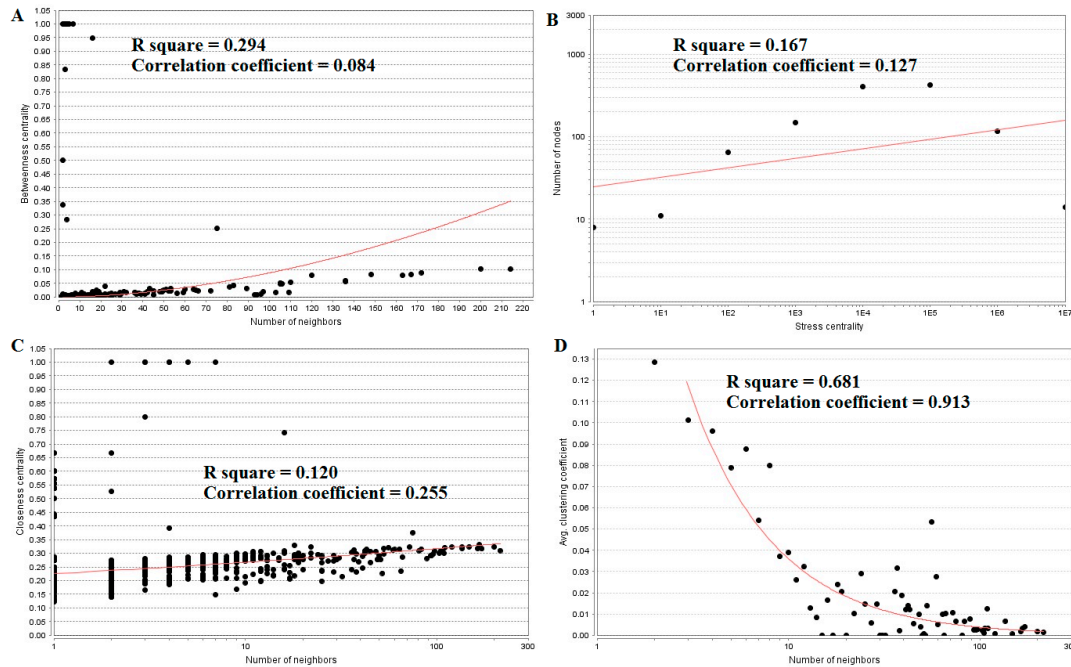 A
1.05
1.00
0.95
0.90
0.85
0.80
0.75
0.70
0.65
0.60
0.55
0.50
0.45
0.40
0.35
0.30
0.25
0.20
0.15
0.10
0.05
0.00
Betweenness centrality
R square = 0.294
Correlation coefficient = 0.084
0 10 20 30 40 50 60 70 80 90 100 110 120 130 140 150 160 170 180 190 200 210 220
Number of neighbors
B
3000
1000
100
10
1
Number of nodes
R square = 0.167
Correlation coefficient = 0.127
1 1E1 1E2 1E3 1E4 1E5 1E6 1E7
Stress centrality
C
1.05
1.00
0.95
0.90
0.85
0.80
0.75
0.70
0.65
0.60
0.55
0.50
0.45
0.40
0.35
0.30
0.25
0.20
0.15
0.10
0.05
0.00
Closeness centrality
R square = 0.120
Correlation coefficient = 0.255
1 10 100 300
Number of neighbors
D
0.13
0.12
0.11
0.10
0.09
0.08
0.07
0.06
0.05
0.04
0.03
0.02
0.01
0.00
Avg. clustering coefficient
R square = 0.681
Correlation coefficient = 0.913
1 10 100
Number of neighbors